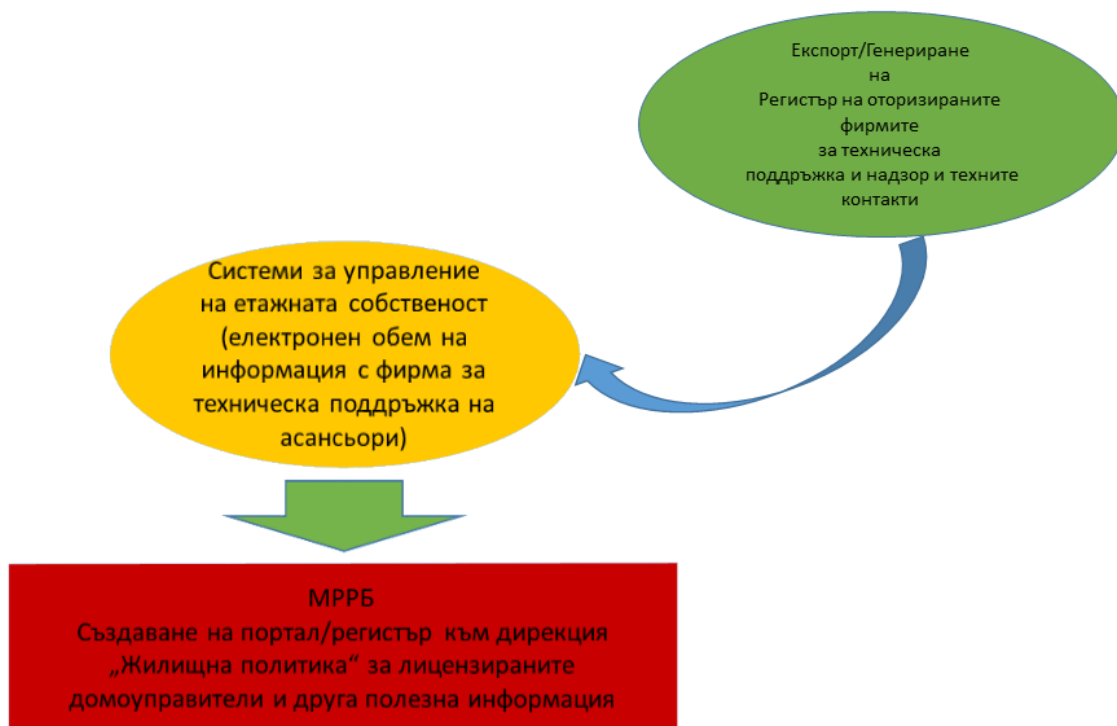 Експорт/Генериране
на
Регистър на оторизираните
фирмите
за техническа
поддръжка и надзор и техните
контакти
Системи за управление
на етажната собственост
(електронен обем на
информация с фирма за
техническа поддръжка на
асансьори)
МРРБ
Създаване на портал/регистър към дирекция
„Жилищна политика“ за лицензираните
домоуправители и друга полезна информация